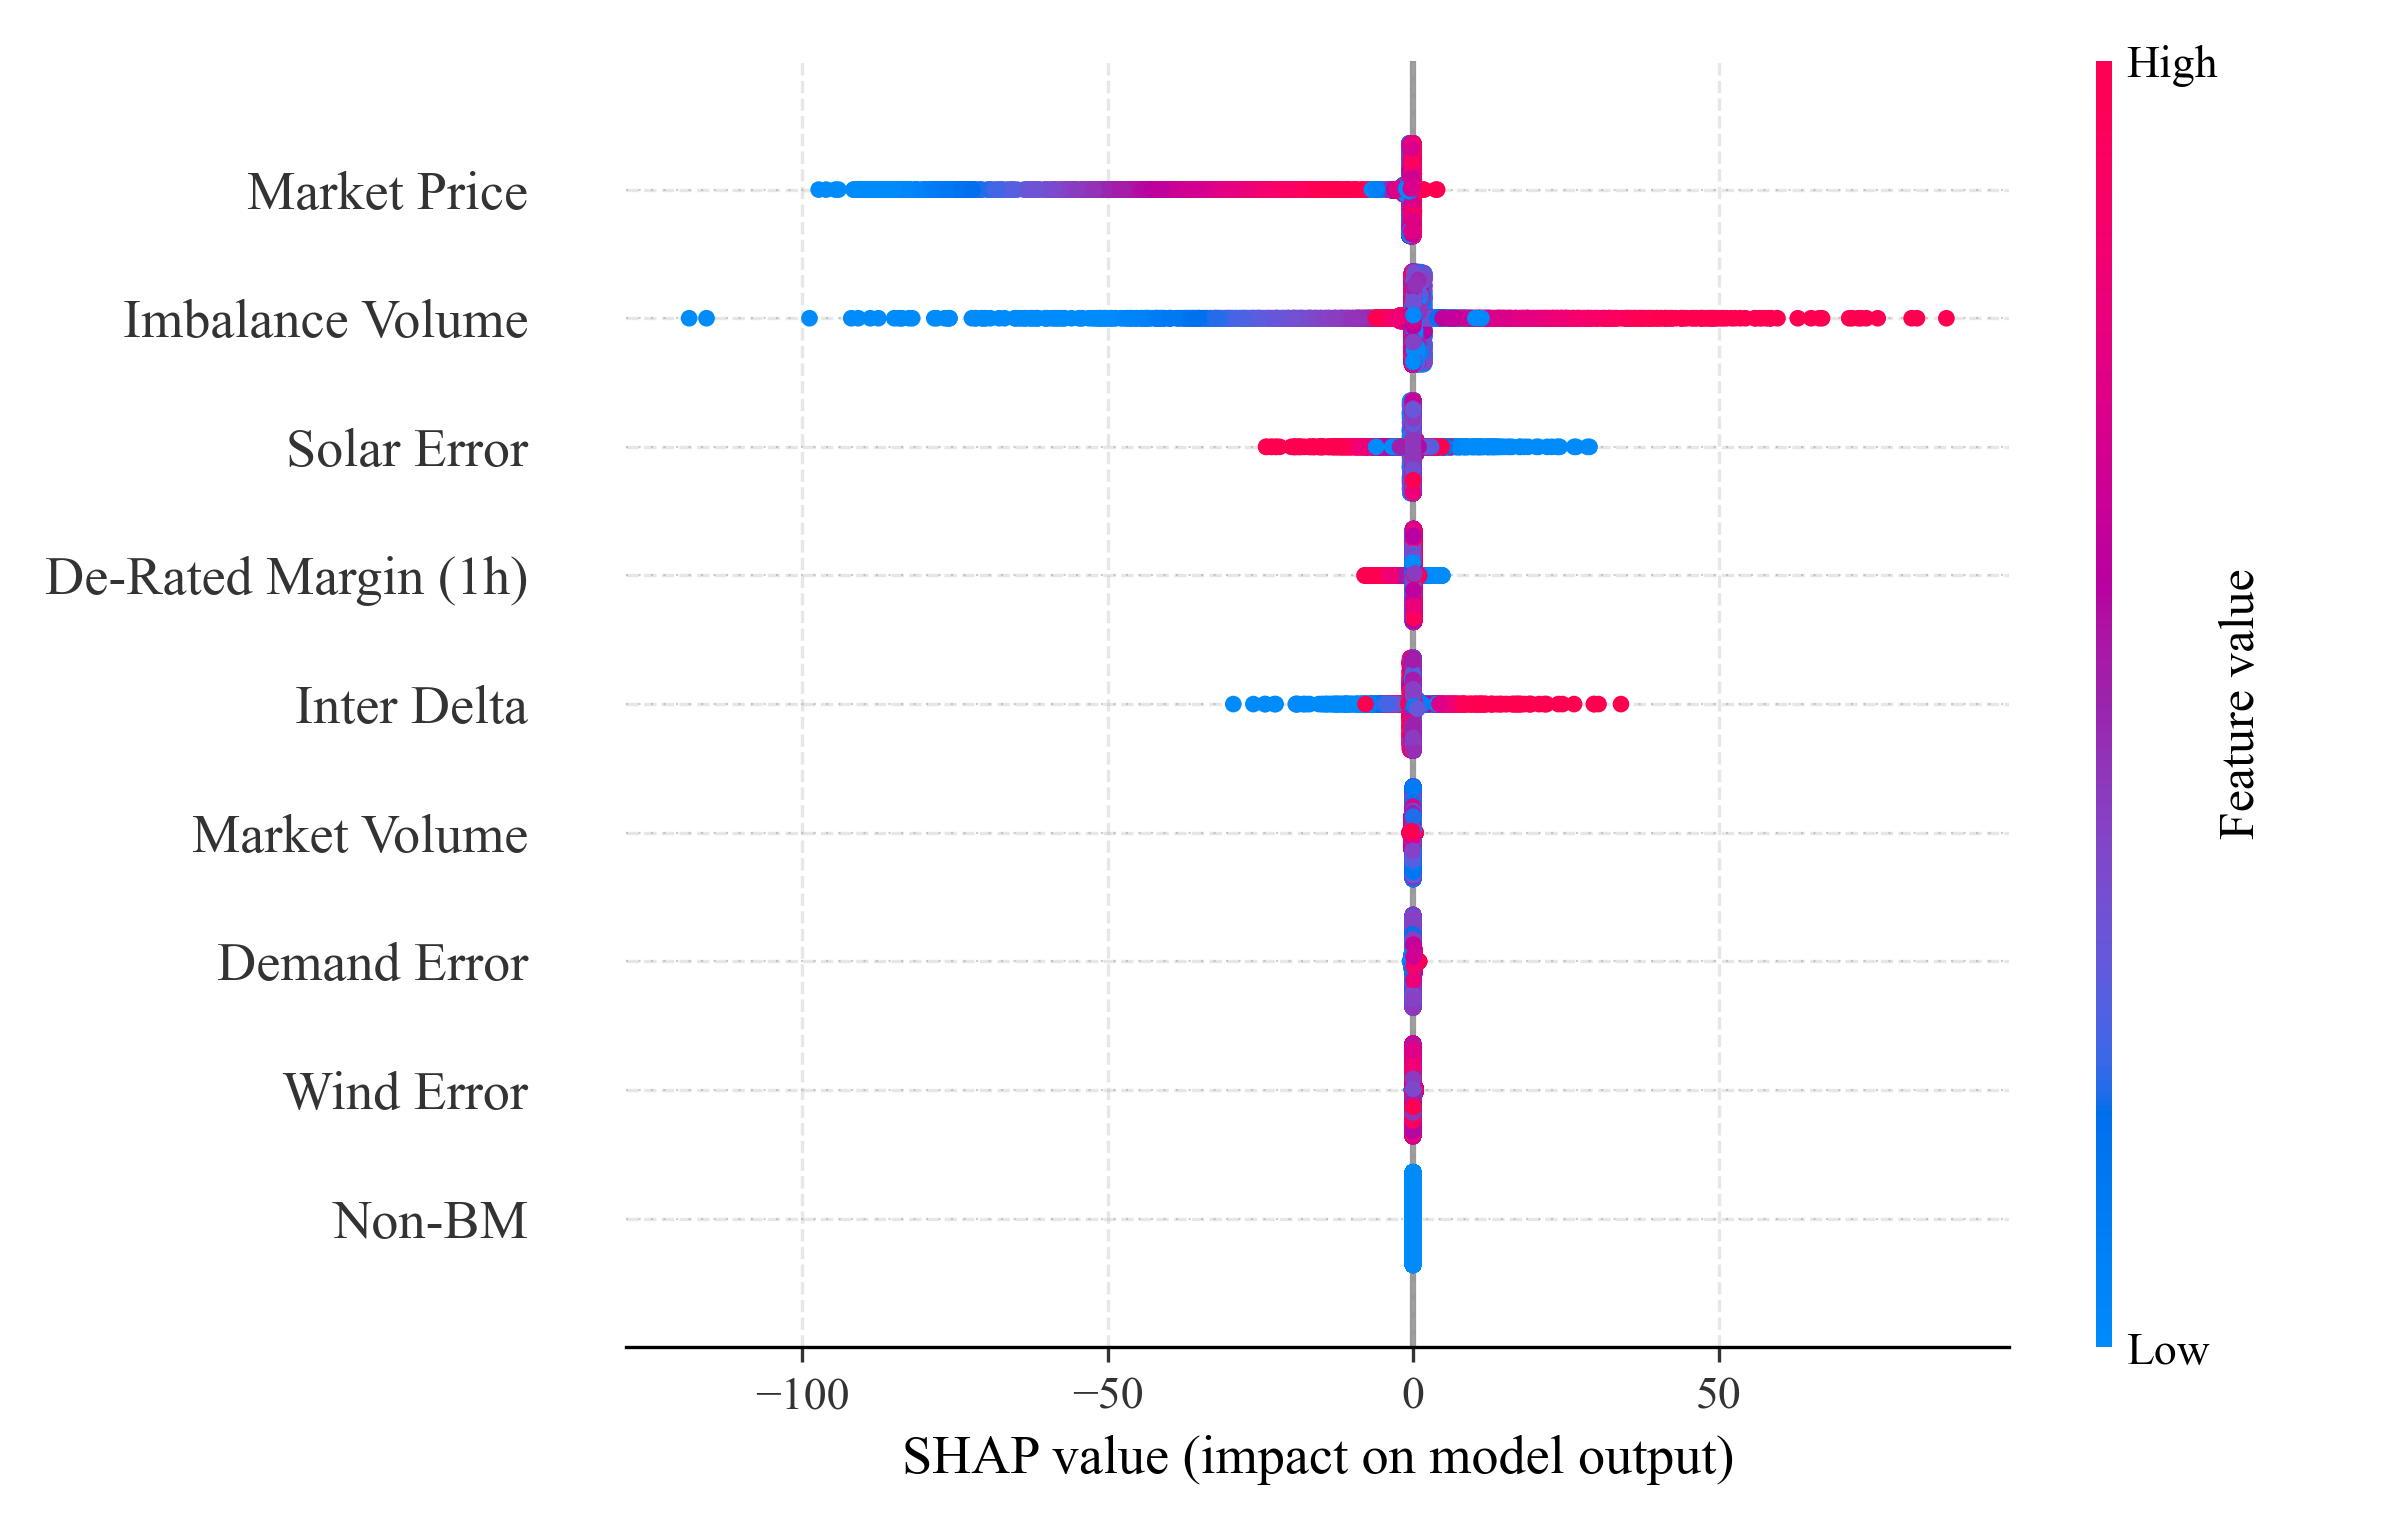 High
Market Price
Imbalance Volume
Solar Error
De-Rated Margin (1h)
Inter Delta
Market Volume
Demand Error
Wind Error
Non-BM
Feature value
Low
−100 −50 0 50
SHAP value (impact on model output)